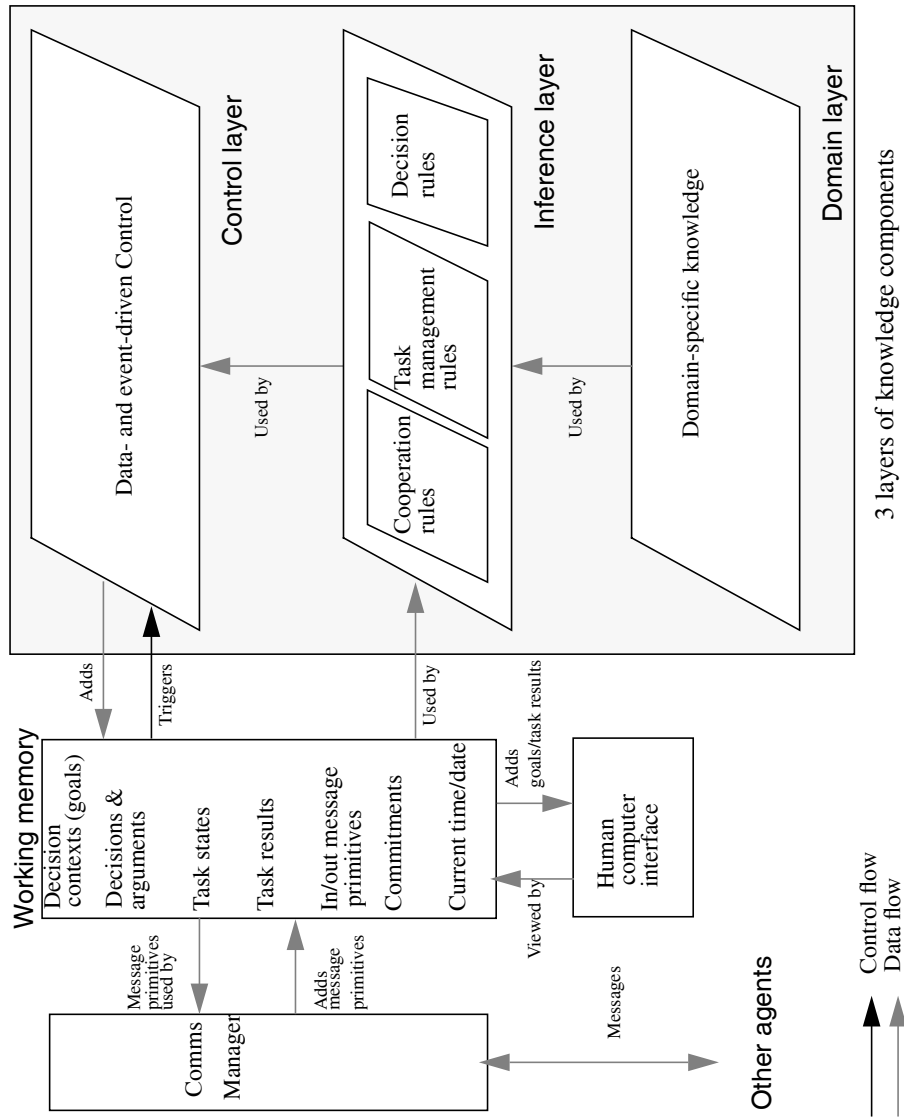 Working memory
Decision
contexts (goals)
Decisions &
arguments
Task states
Task results
In/out message
primitives
Commitments
Current time/date
Comms
Manager
Message
primitives
used by
Adds
message
primitives
Messages
Other agents
Viewed by
Adds
goals/task results
Human
computer
interface
Adds
Triggers
Used by
Data- and event-driven Control
Control layer
Used by
Cooperation
rules
Task
management
rules
Decision
rules
Inference layer
Used by
Domain-specific knowledge
Domain layer
3 layers of knowledge components
Control flow
Data flow